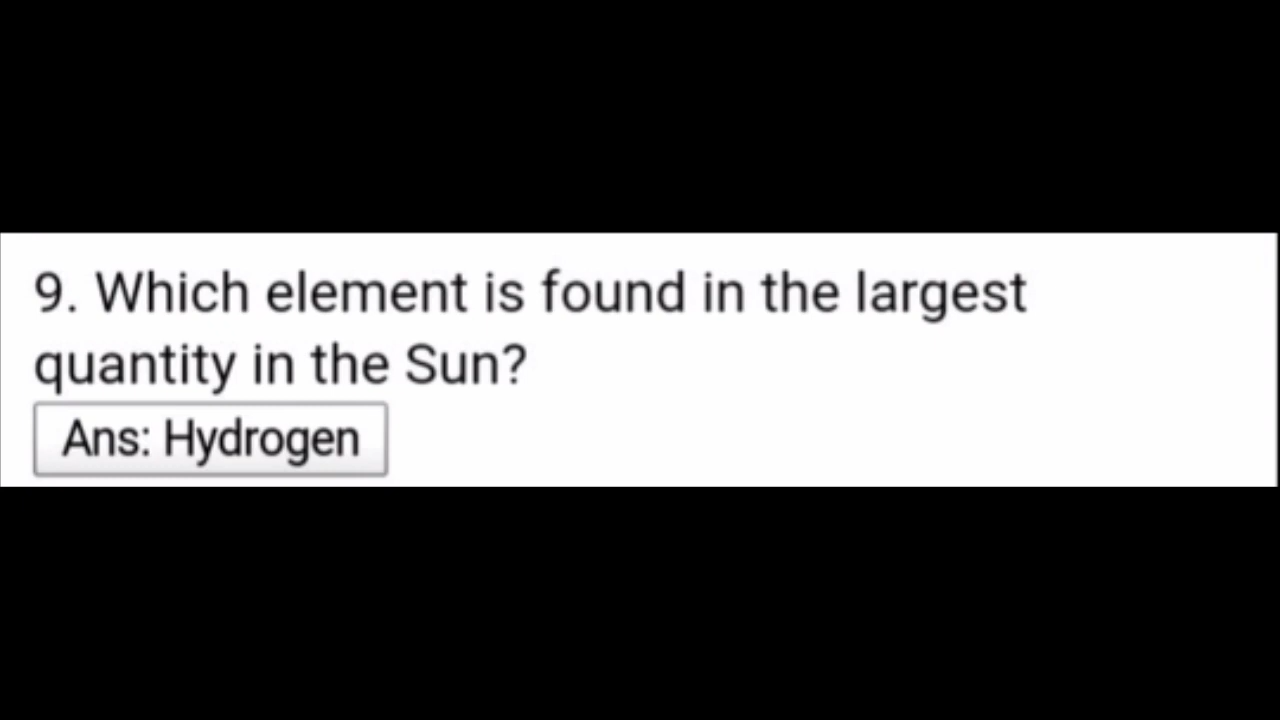 9. Which element is found in the largest
quantity in the Sun?
Ans: Hydrogen